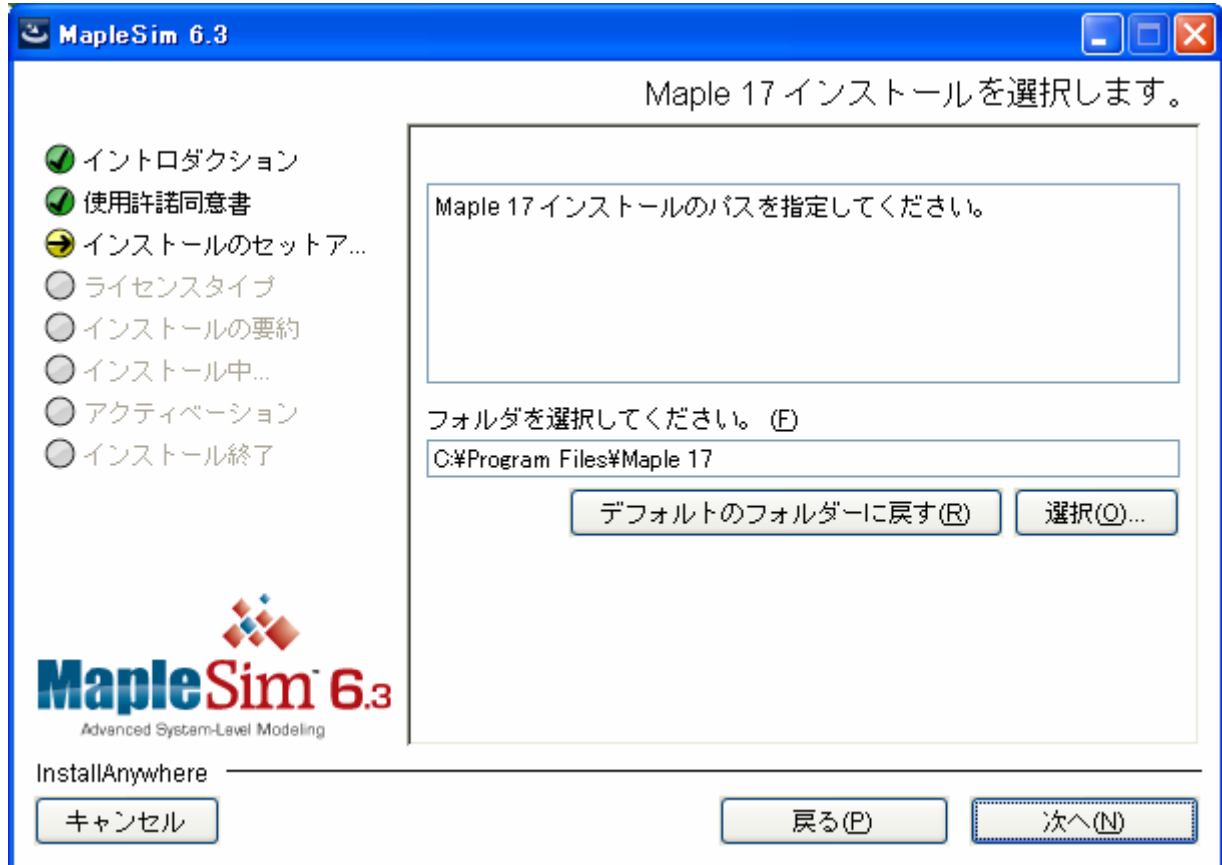 MapleSim 6.3
Maple 17 インストールを選択します。
イントロダクション
使用許諾同意書
インストールのセットア...
ライセンスタイプ
インストールの要約
インストール中...
アクティベーション
インストール終了
Maple 17 インストールのパスを指定してください。
フォルダを選択してください。 (F)
C:¥Program Files¥Maple 17
デフォルトのフォルダーに戻す(R)
選択(O)...
MapleSim™ 6.3
Advanced System-Level Modeling
InstallAnywhere
キャンセル
戻る(P)
次へ(N)